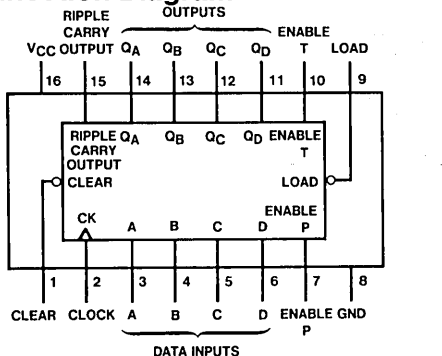 RIPPLE OUTPUTS
CARRY ENABLE
VCC OUTPUT QA QB QC QD T LOAD
16 15 14 13 12 11 10 9
RIPPLE QA QB QC QD ENABLE
CARRY T
OUTPUT
CLEAR LOAD
CK ENABLE
A B C D P
1 2 3 4 5 6 7 8
CLEAR CLOCK A B C D ENABLE GND
P
DATA INPUTS